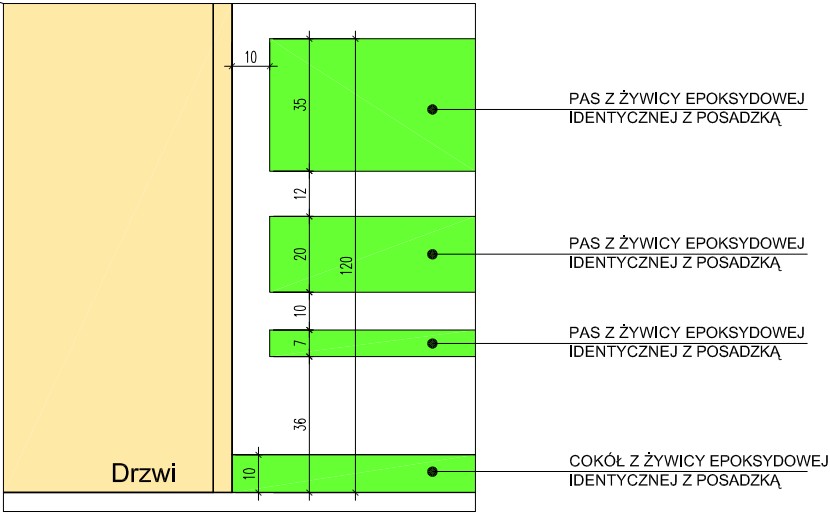 10
35
PAS Z ŻYWICY EPOKSYDOWEJ
IDENTYCZNEJ Z POSADZKĄ
12
20
120
PAS Z ŻYWICY EPOKSYDOWEJ
IDENTYCZNEJ Z POSADZKĄ
10
7
PAS Z ŻYWICY EPOKSYDOWEJ
IDENTYCZNEJ Z POSADZKĄ
36
Drzwi
10
COKÓŁ Z ŻYWICY EPOKSYDOWEJ
IDENTYCZNEJ Z POSADZKĄ